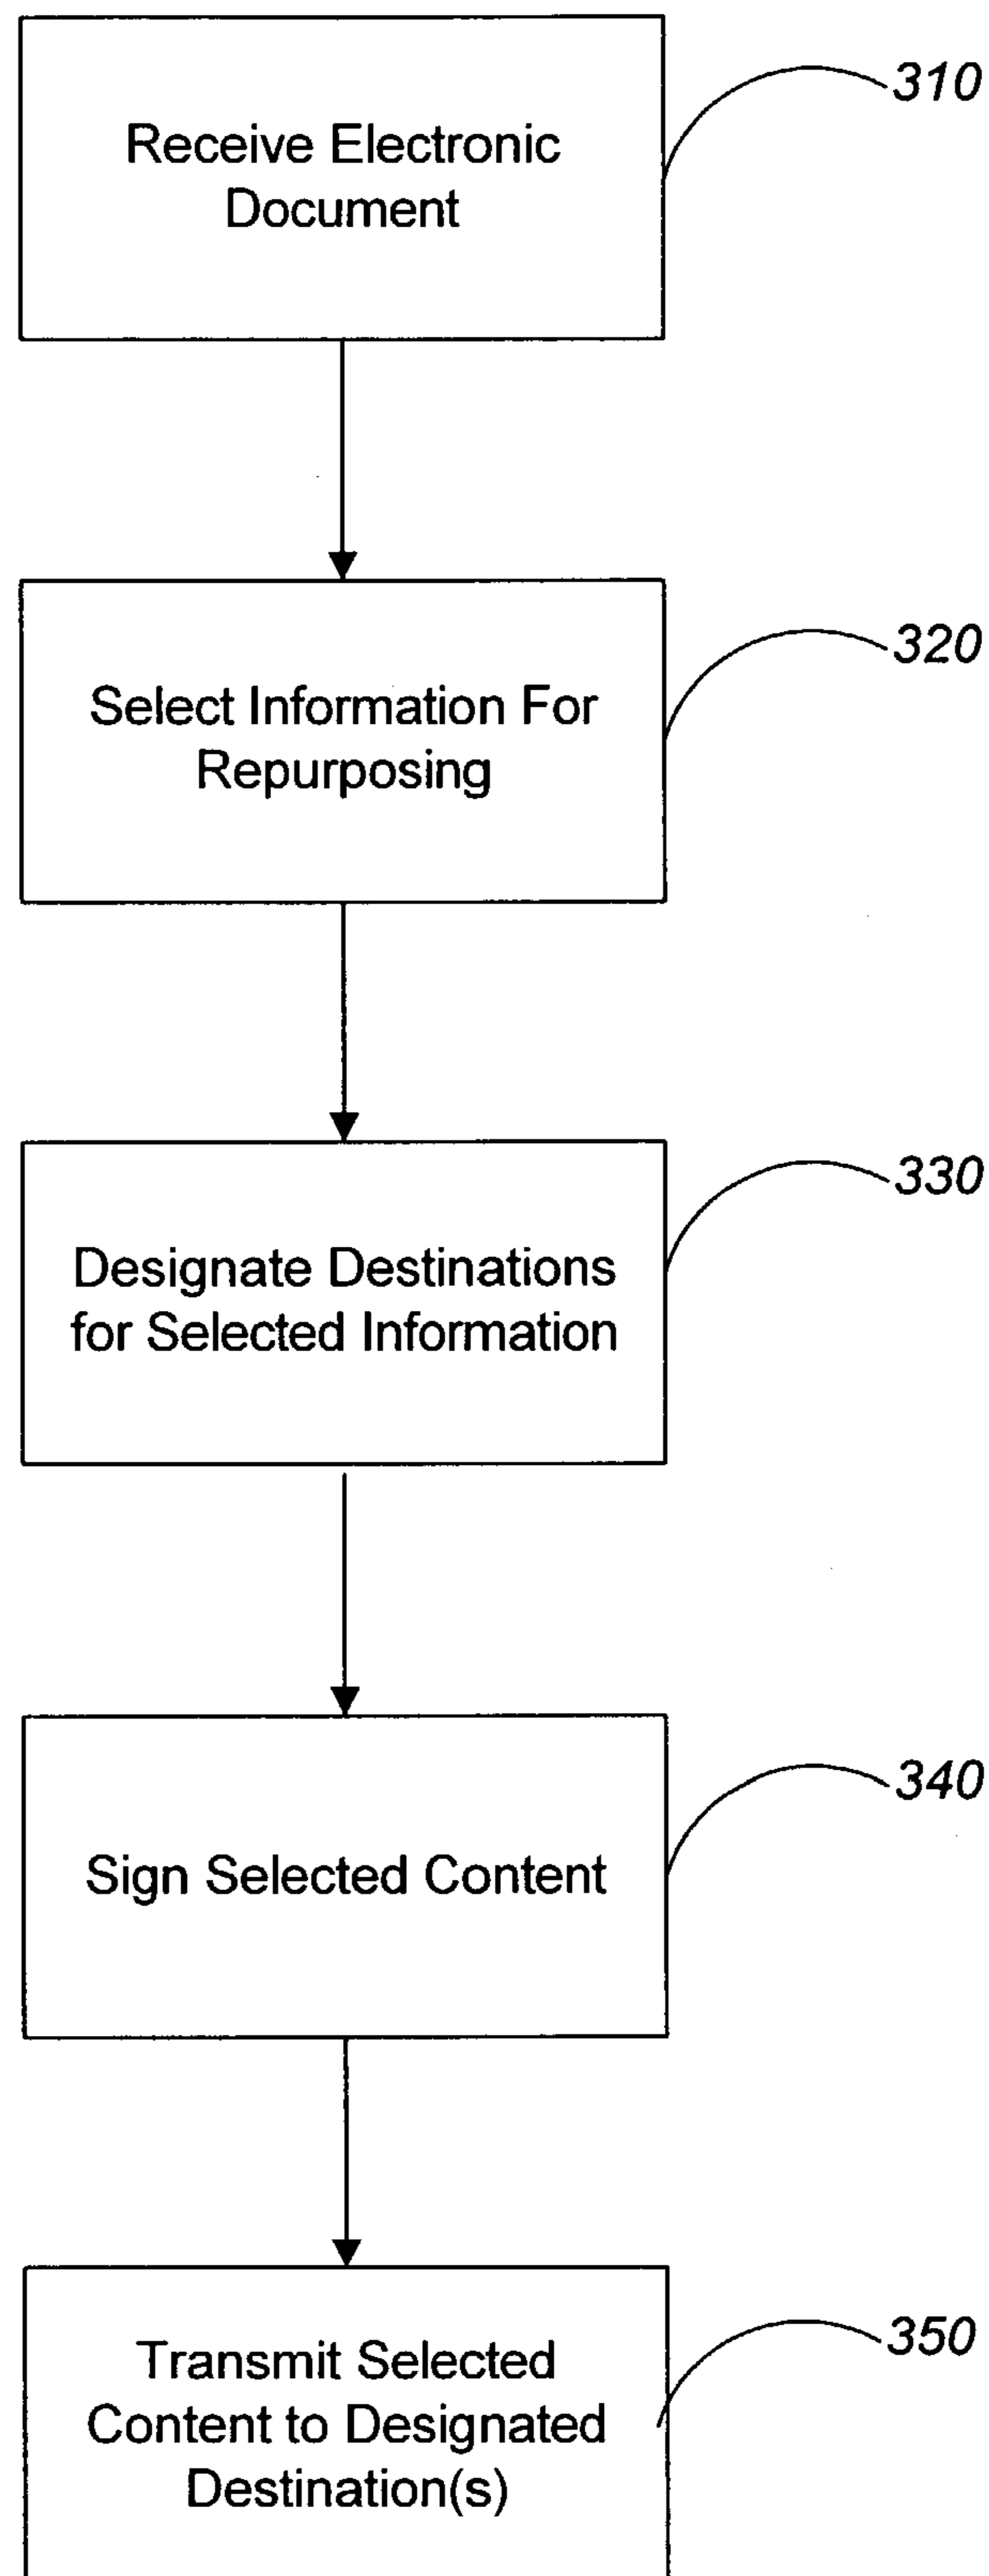 310
Receive Electronic
Document
320
Select Information For
Repurposing
330
Designate Destinations
for Selected Information
340
Sign Selected Content
350
Transmit Selected
Content to Designated
Destination(s)